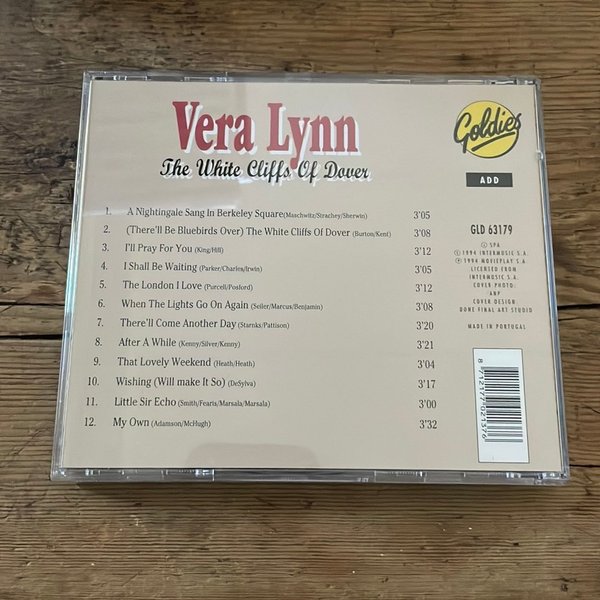 Vera Lynn
The White Cliffs Of Dover
Goldies
ADD
GLD 63179
1. A Nightingale Sang In Berkeley Square (Maschwitz/Strachey/Sherwin) 3'05
2. (There'll Be Bluebirds Over) The White Cliffs Of Dover (Burton/Kent) 3'08
3. I'll Pray For You (King/Hill) 3'12
4. I Shall Be Waiting (Parker/Charles/Irwin) 3'05
5. The London I Love (Purcell/Posford) 3'12
6. When The Lights Go On Again (Seiler/Marcus/Benjamin) 3'08
7. There'll Come Another Day (Starnks/Pattison) 3'20
8. After A While (Kenny/Silver/Kenny) 3'21
9. That Lovely Weekend (Heath/Heath) 3'04
10. Wishing (Will make It So) (DeSylva) 3'17
11. Little Sir Echo (Smith/Fearis/Marsala/Marsala) 3'00
12. My Own (Adamson/McHugh) 3'32
SPA
© 1994 INTERMUSIC S.A.
℗ 1994 MOVIEPLAY S.A.
LICENSED FROM
INTERMUSIC S.A.
COVER PHOTO:
ANP
COVER DESIGN:
DONE FINAL ART STUDIO
MADE IN PORTUGAL
8 712177 021376